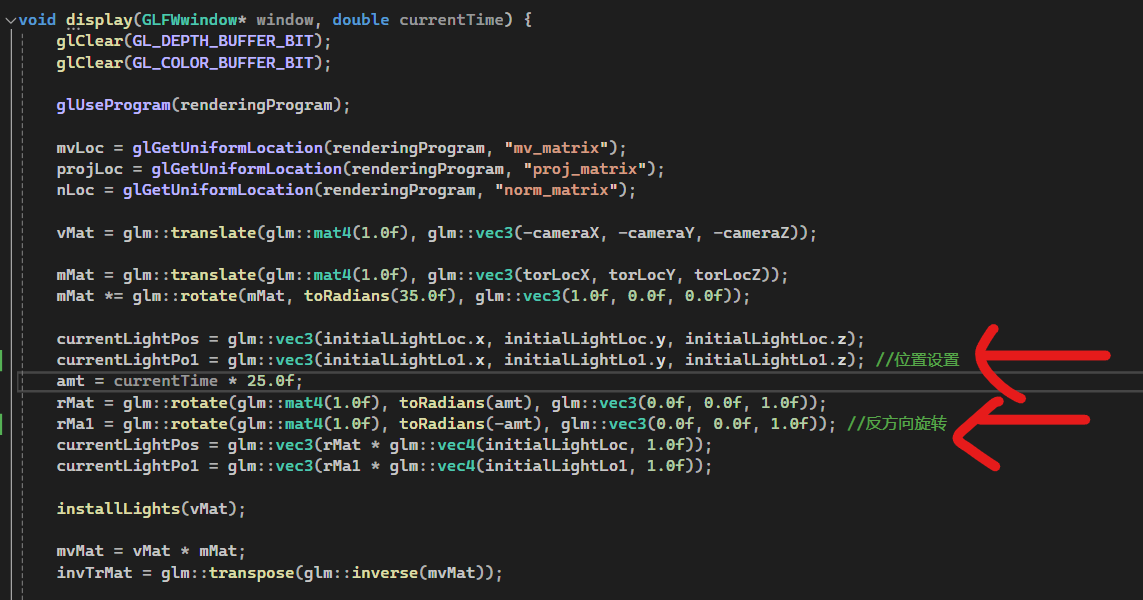 void display(GLFWwindow* window, double currentTime) {
glClear(GL_DEPTH_BUFFER_BIT);
glClear(GL_COLOR_BUFFER_BIT);
glUseProgram(renderingProgram);
mvLoc = glGetUniformLocation(renderingProgram, "mv_matrix");
projLoc = glGetUniformLocation(renderingProgram, "proj_matrix");
nLoc = glGetUniformLocation(renderingProgram, "norm_matrix");
vMat = glm::translate(glm::mat4(1.0f), glm::vec3(-cameraX, -cameraY, -cameraZ));
mMat = glm::translate(glm::mat4(1.0f), glm::vec3(torLocX, torLocY, torLocZ));
mMat *= glm::rotate(mMat, toRadians(35.0f), glm::vec3(1.0f, 0.0f, 0.0f));
currentLightPos = glm::vec3(initialLightLoc.x, initialLightLoc.y, initialLightLoc.z);
currentLightPo1 = glm::vec3(initialLightLo1.x, initialLightLo1.y, initialLightLo1.z); //位置设置
amt = currentTime * 25.0f;
rMat = glm::rotate(glm::mat4(1.0f), toRadians(amt), glm::vec3(0.0f, 0.0f, 1.0f));
rMa1 = glm::rotate(glm::mat4(1.0f), toRadians(-amt), glm::vec3(0.0f, 0.0f, 1.0f)); //反方向旋转
currentLightPos = glm::vec3(rMat * glm::vec4(initialLightLoc, 1.0f));
currentLightPo1 = glm::vec3(rMa1 * glm::vec4(initialLightLo1, 1.0f));
installLights(vMat);
mvMat = vMat * mMat;
invTrMat = glm::transpose(glm::inverse(mvMat));